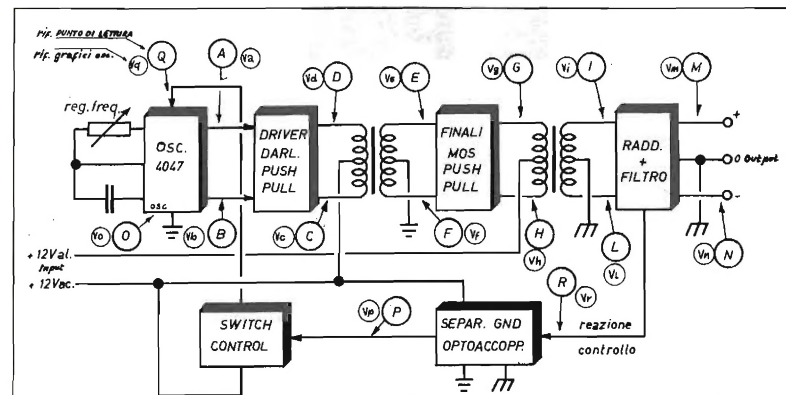 rif. PUNTO DI LETTURA
rif. grafici osc.
Vq
Q
A
Va
Vd
D
Ve
E
Vg
G
Vi
I
Vm
M
reg. freq.
OSC.
4047
OSC
DRIVER
DARL.
PUSH
PULL
FINALI
MOS
PUSH
PULL
RADD.
+
FILTRO
+
0 Output
-
Vo
O
Vb
B
Vc
C
F
Vf
H
Vh
L
VL
Vn
N
+ 12Val.
Input
+ 12Vac.
SWITCH
CONTROL
Vp
P
SEPAR. GND
OPTOACCOPP.
R
Vr
reazione
controllo